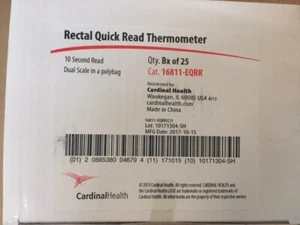 Rectal Quick Read Thermometer
10 Second Read
Dual Scale in a polybag
Qty. Bx of 25
Cat. 16811-EQRR
Distributed by
Cardinal Health
Waukegan, IL 60085 USA
cardinalhealth.com
Made in China
Lot: 10171304-SH
MFG Date: 2017-10-15
(01) 2 0885380 04679 4 (11) 171015 (10) 10171304-SH
CardinalHealth